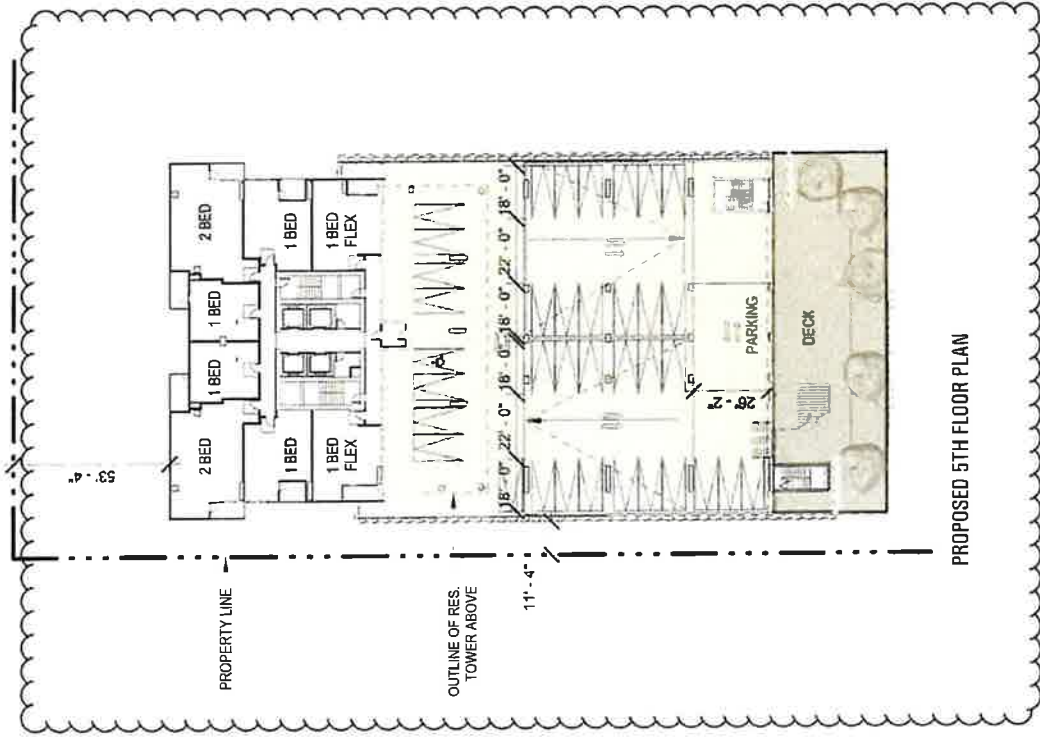 53' - 4"
2 BED
2 BED
1 BED
1 BED
1 BED
1 BED
1 BED
FLEX
1 BED
FLEX
PROPERTY LINE
OUTLINE OF RES.
TOWER ABOVE
11' - 4"
18' - 0"
22' - 0"
18' - 0"
18' - 0"
22' - 0"
18' - 0"
26' - 2"
PARKING
DECK
PROPOSED 5TH FLOOR PLAN